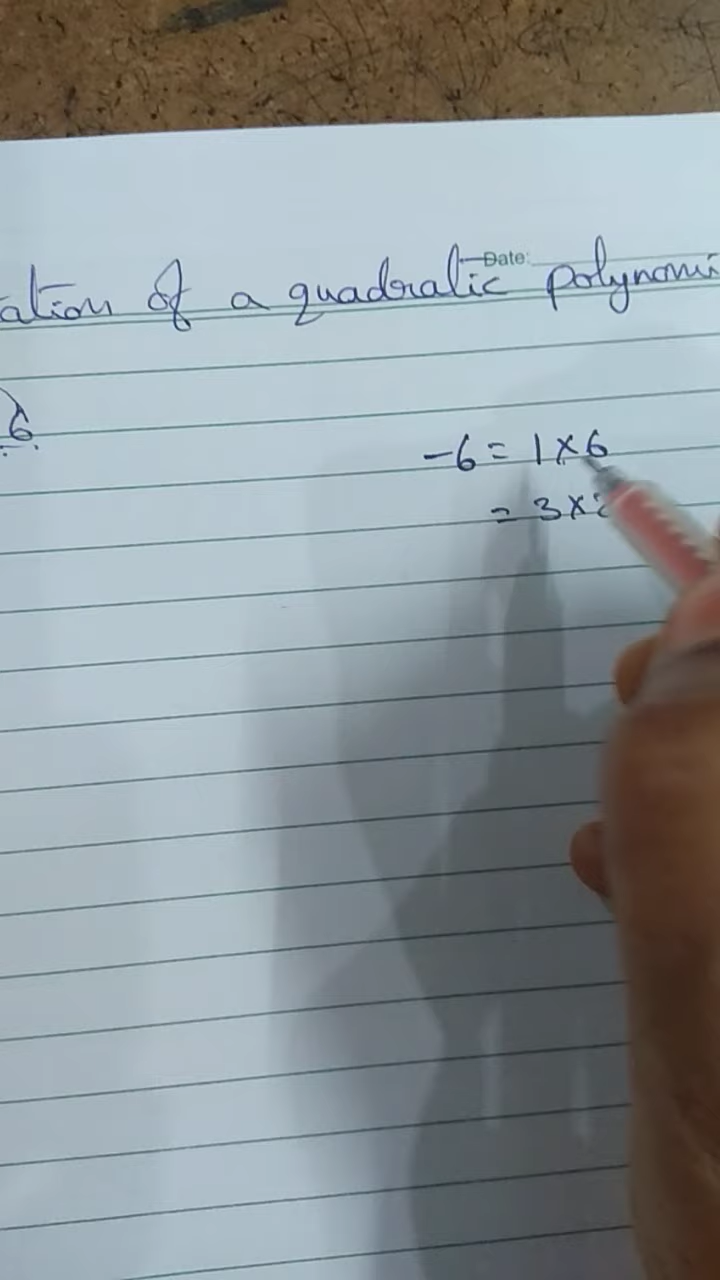 Date:
ation of a quadratic polynomi
6
-6 = 1 × 6
= 3 ×